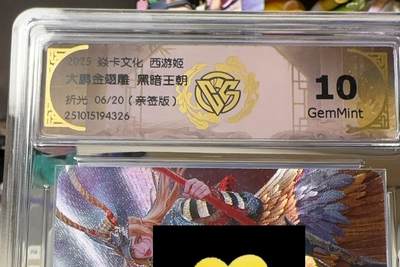 2025 焱卡文化 西游姬
大鹏金翅雕 黑暗王朝
折光 06/20(亲签版)
251015194326
10
GemMint